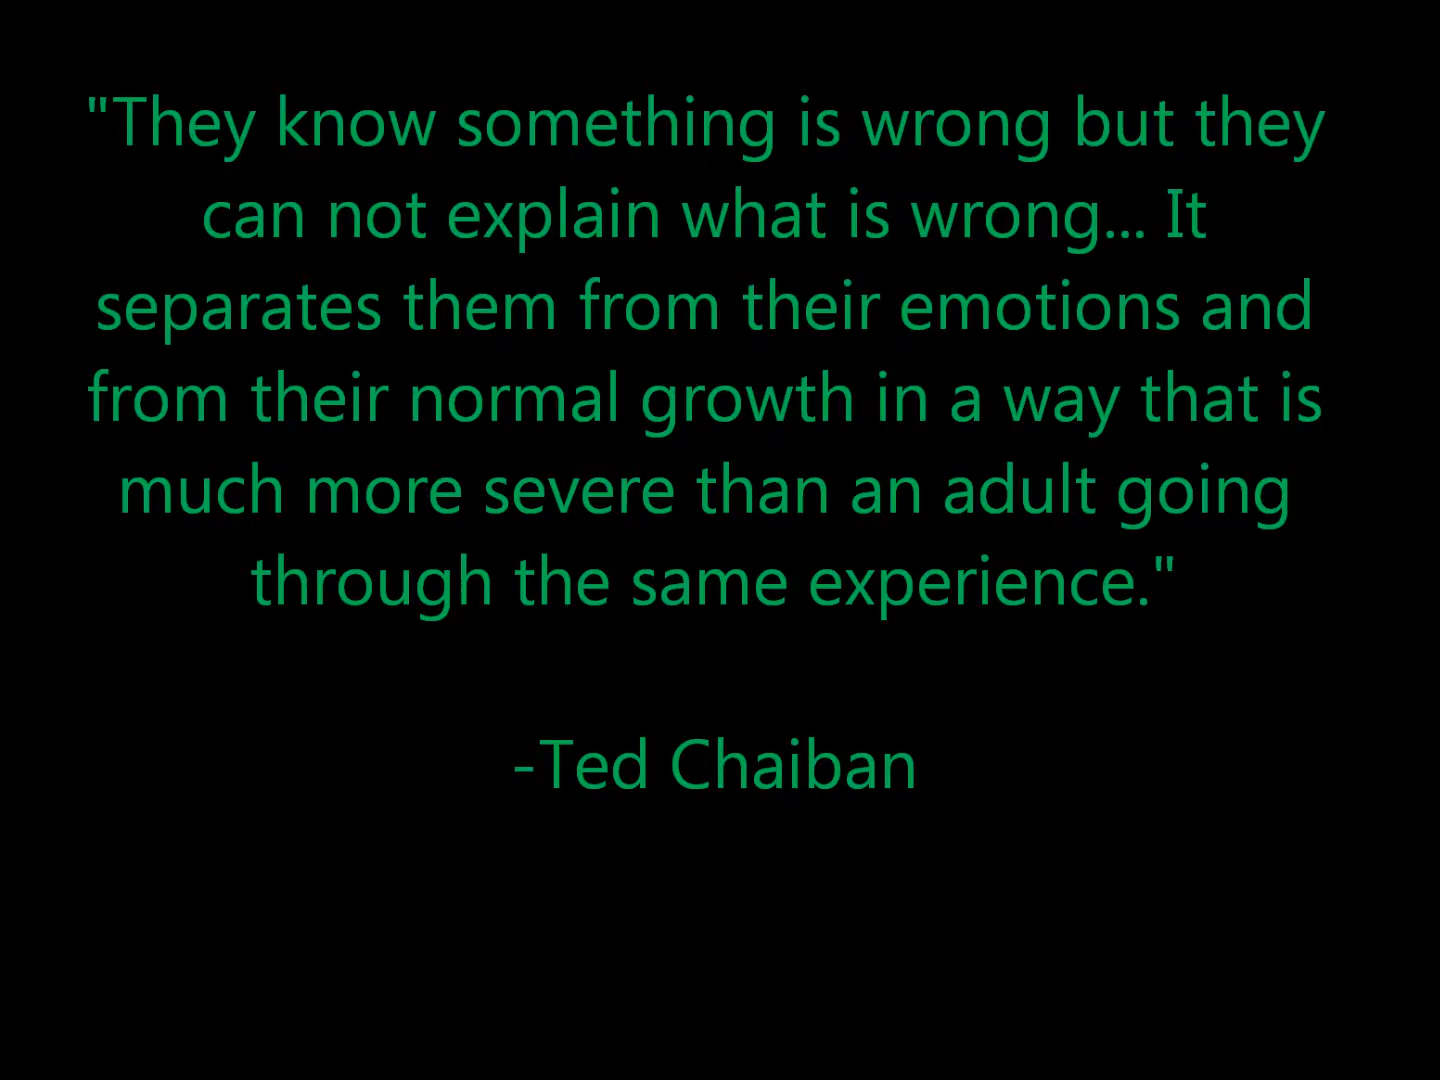 "They know something is wrong but they
can not explain what is wrong... It
separates them from their emotions and
from their normal growth in a way that is
much more severe than an adult going
through the same experience."
-Ted Chaiban